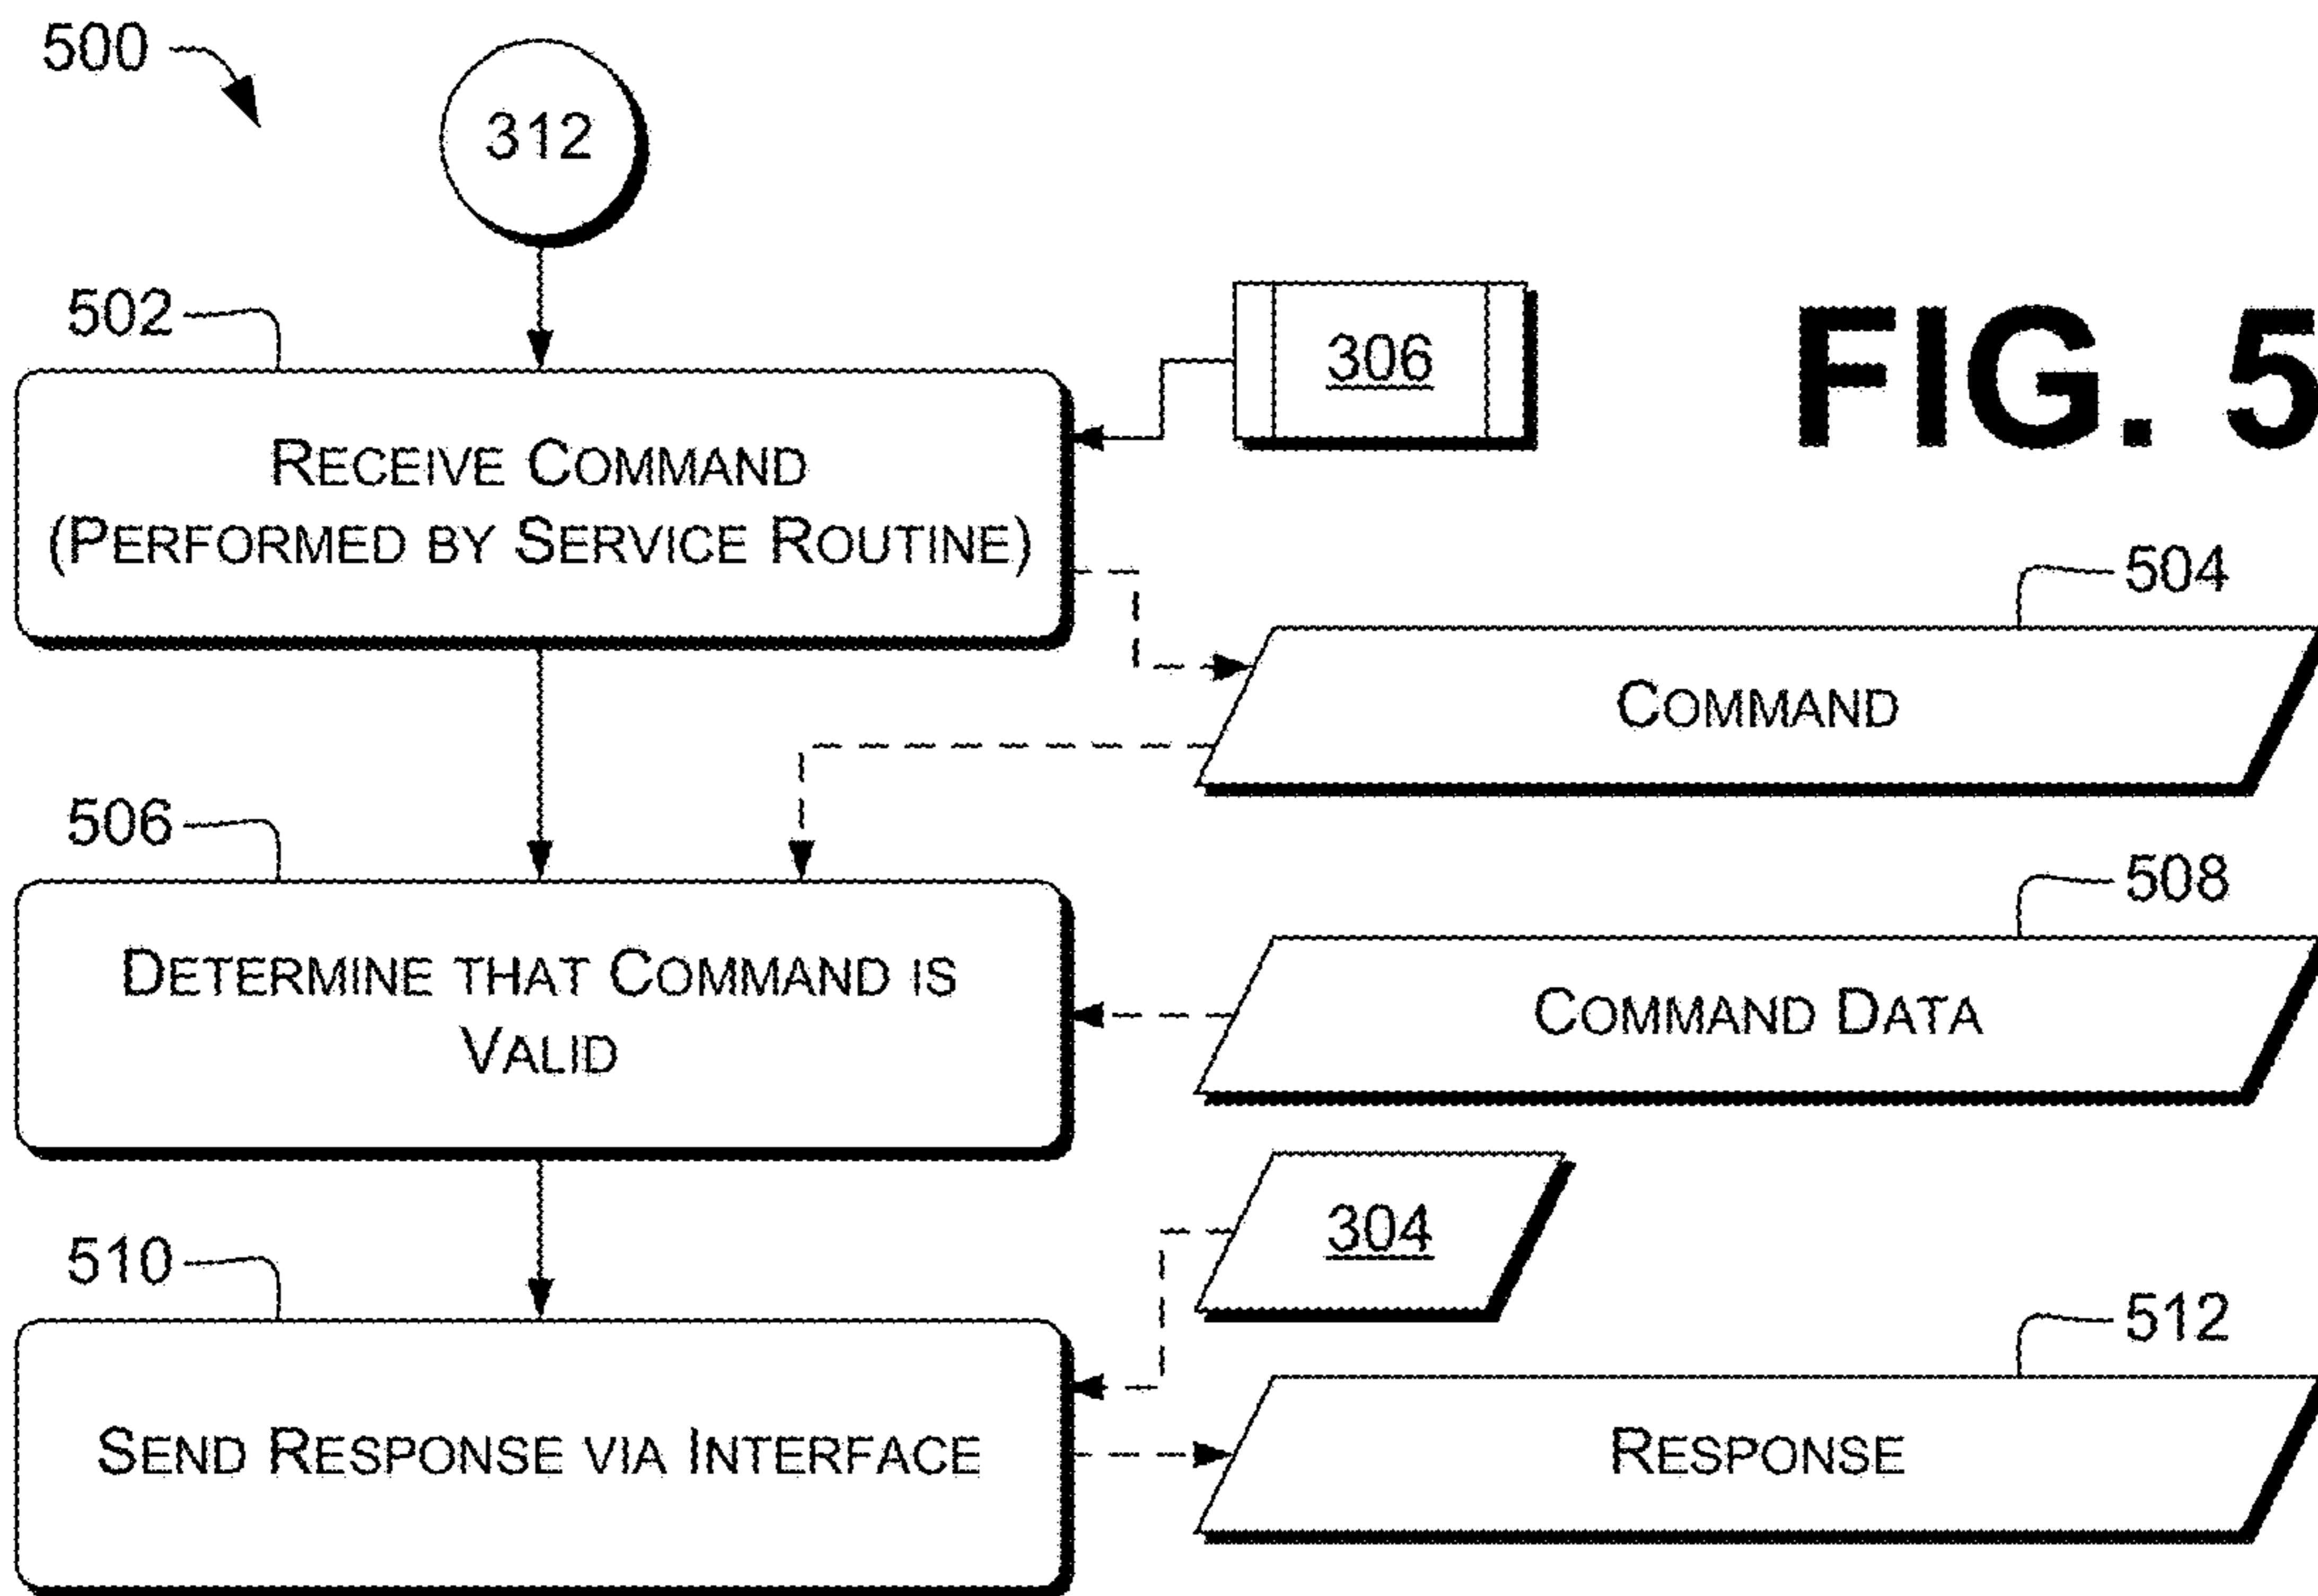 500
312
502
306
FIG. 5
RECEIVE COMMAND
(PERFORMED BY SERVICE ROUTINE)
504
COMMAND
506
508
DETERMINE THAT COMMAND IS
VALID
COMMAND DATA
304
510
512
SEND RESPONSE VIA INTERFACE
RESPONSE